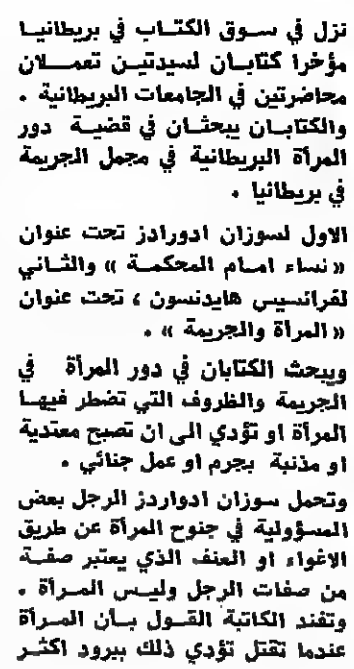 نزل في سوق الكتاب في بريطانيا
مؤخرا كتابان لسيدتين تعملان
محاضرتين في الجامعات البريطانية .
والكتابان يبحثان في قضية دور
المرأة البريطانية في مجمل الجريمة
في بريطانيا .
الاول لسوزان ادورادز تحت عنوان
« نساء امام المحكمة » والثاني
لفرانسيس هايدنسون ، تحت عنوان
« المرأة والجريمة » .
ويبحث الكتابان في دور المرأة في
الجريمة والظروف التي تضطر فيها
المرأة او تؤدي الى ان تصبح معتدية
او مذنبة بجرم او عمل جنائي .
وتحمل سوزان ادواردز الرجل بعض
المسؤولية في جنوح المرأة عن طريق
الاغواء او العنف الذي يعتبر صفة
من صفات الرجل وليس المرأة .
وتفند الكاتبة القول بأن المرأة
عندما تقتل تؤدي ذلك ببرود اكثر